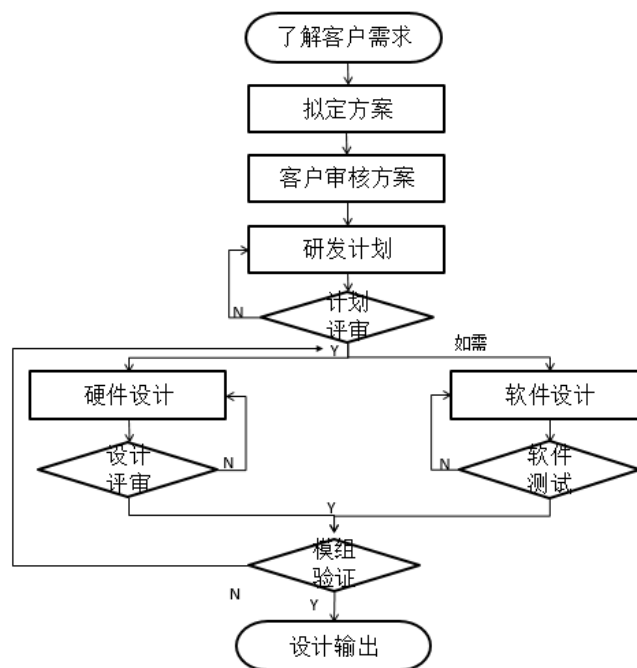 了解客户需求
拟定方案
客户审核方案
研发计划
N
计划
评审
Y
如需
硬件设计
软件设计
设计
评审
N
N
软件
测试
Y
模组
验证
N
Y
设计输出